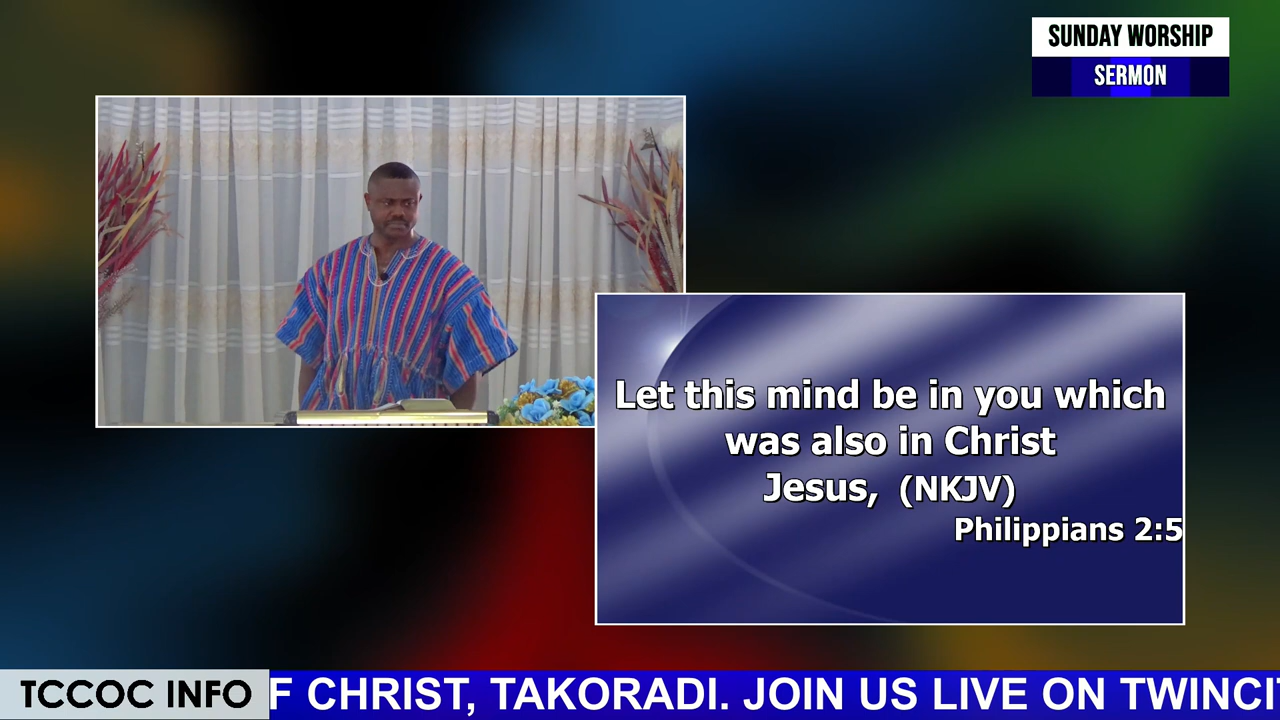 SUNDAY WORSHIP
SERMON
Let this mind be in you which
was also in Christ
Jesus, (NKJV)
Philippians 2:5
TCCOC INFO
F CHRIST, TAKORADI. JOIN US LIVE ON TWINCI